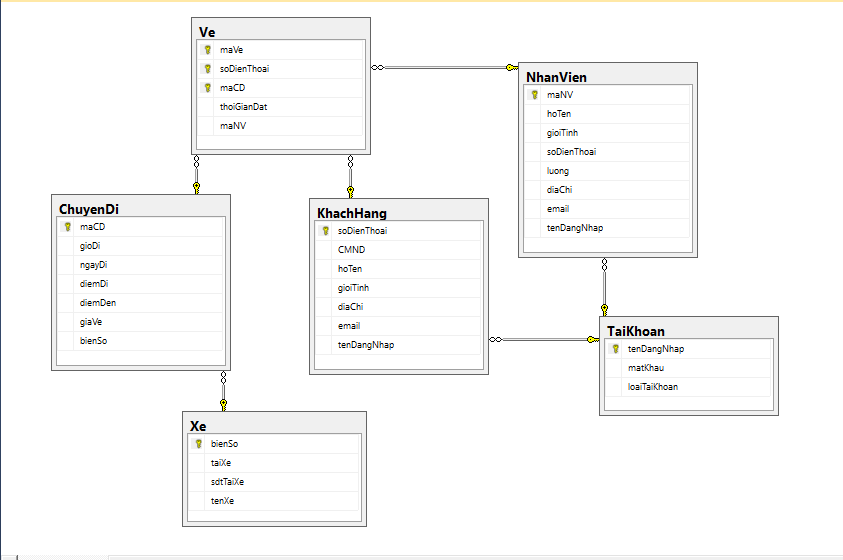 Ve
maVe
soDienThoai
maCD
thoiGianDat
maNV
NhanVien
maNV
hoTen
gioiTinh
soDienThoai
luong
diaChi
email
tenDangNhap
ChuyenDi
maCD
gioDi
ngayDi
diemDi
diemDen
giaVe
bienSo
KhachHang
soDienThoai
CMND
hoTen
gioiTinh
diaChi
email
tenDangNhap
TaiKhoan
tenDangNhap
matKhau
loaiTaiKhoan
Xe
bienSo
taiXe
sdtTaiXe
tenXe